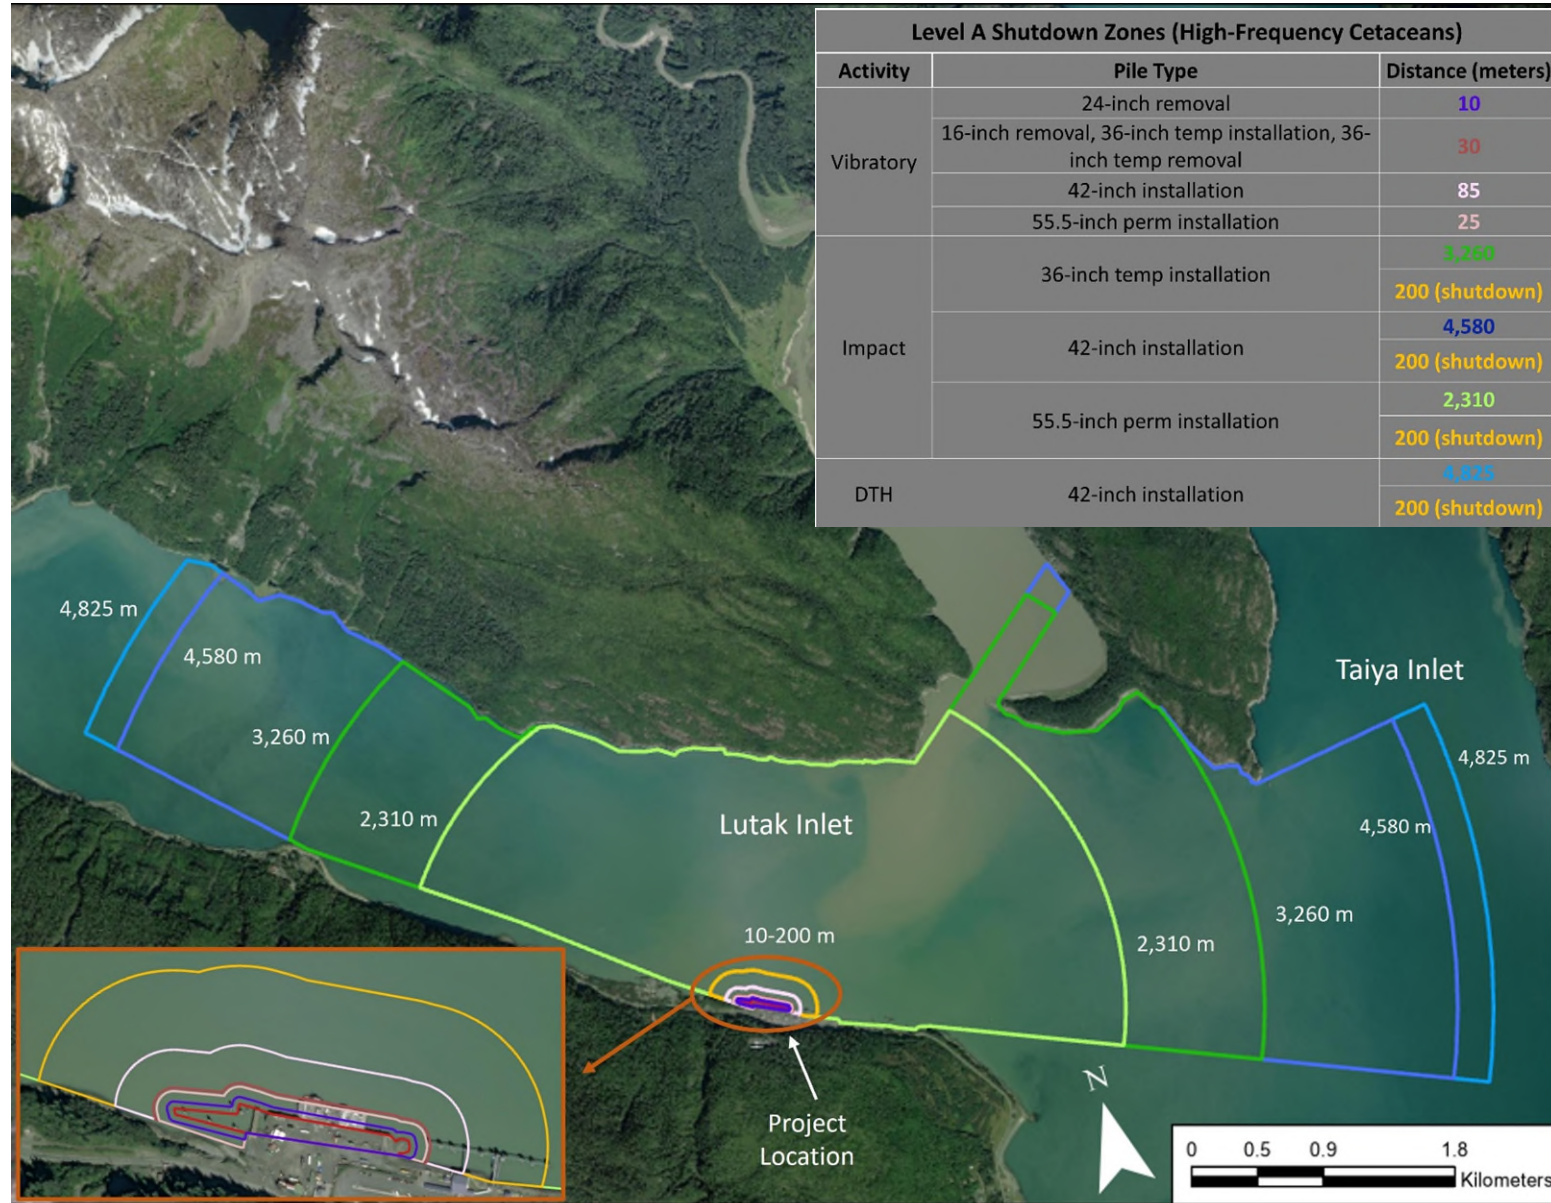 Level A Shutdown Zones (High-Frequency Cetaceans)
Activity Pile Type Distance (meters)
Vibratory
24-inch removal 10
16-inch removal, 36-inch temp installation, 36-
inch temp removal 30
42-inch installation 85
55.5-inch perm installation 25
Impact
36-inch temp installation 3,260
200 (shutdown)
42-inch installation 4,580
200 (shutdown)
55.5-inch perm installation 2,310
200 (shutdown)
DTH 42-inch installation 4,825
200 (shutdown)
4,825 m
4,580 m
3,260 m
2,310 m
Lutak Inlet
Taiya Inlet
4,825 m
4,580 m
3,260 m
2,310 m
10-200 m
Project
Location
N
0 0.5 0.9 1.8
Kilometers